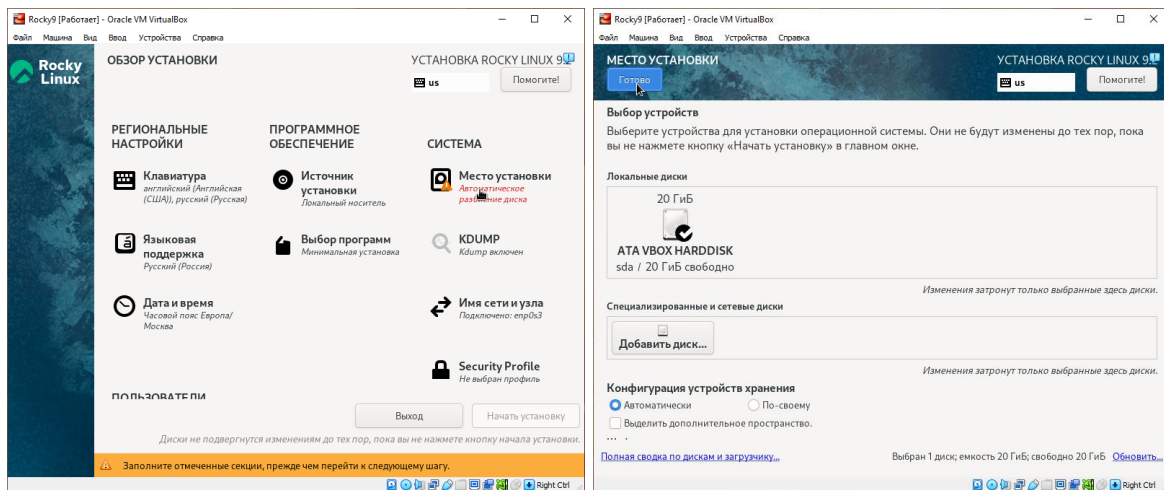 Rocky9 [Работает] - Oracle VM VirtualBox
Файл Машина Вид Ввод Устройства Справка
Rocky
Linux
ОБЗОР УСТАНОВКИ
УСТАНОВКА ROCKY LINUX 9.2
us
Помогите!
РЕГИОНАЛЬНЫЕ
НАСТРОЙКИ
Клавиатура
английский (Английская
(США)), русский (Русская)
Языковая
поддержка
Русский (Россия)
Дата и время
Часовой пояс Европа/
Москва
ПРОГРАММНОЕ
ОБЕСПЕЧЕНИЕ
Источник
установки
Локальный носитель
Выбор программ
Минимальная установка
СИСТЕМА
Место установки
Автоматическое
разбиение диска
KDUMP
Kdump включен
Имя сети и узла
Подключено: enp0s3
Security Profile
Не выбран профиль
ПОЛЬЗОВАТЕЛИ
Выход
Начать установку
Диски не подвергнутся изменениям до тех пор, пока вы не нажмете кнопку начала установки.
Заполните отмеченные секции, прежде чем перейти к следующему шагу.
Right Ctrl
Rocky9 [Работает] - Oracle VM VirtualBox
Файл Машина Вид Ввод Устройства Справка
МЕСТО УСТАНОВКИ
УСТАНОВКА ROCKY LINUX 9.2
Готово
us
Помогите!
Выбор устройств
Выберите устройства для установки операционной системы. Они не будут изменены до тех пор, пока
вы не нажмете кнопку «Начать установку» в главном окне.
Локальные диски
20 ГиБ
ATA VBOX HARDDISK
sda / 20 ГиБ свободно
Изменения затронут только выбранные здесь диски.
Специализированные и сетевые диски
Добавить диск...
Изменения затронут только выбранные здесь диски.
Конфигурация устройств хранения
Автоматически
По-своему
Выделить дополнительное пространство.
Полная сводка по дискам и загрузчику...
Выбран 1 диск; емкость 20 ГиБ; свободно 20 ГиБ Обновить...
Right Ctrl